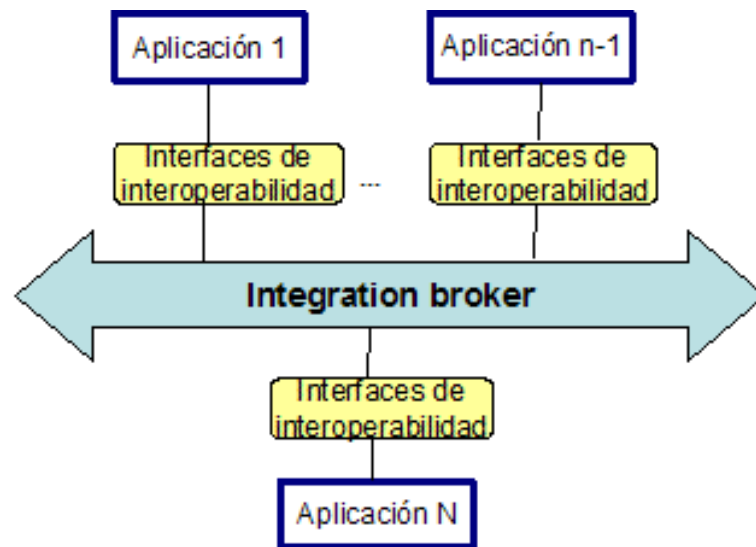 Aplicación 1
Aplicación n-1
Interfaces de
interoperabilidad
...
Interfaces de
interoperabilidad
Integration broker
Interfaces de
interoperabilidad
Aplicación N